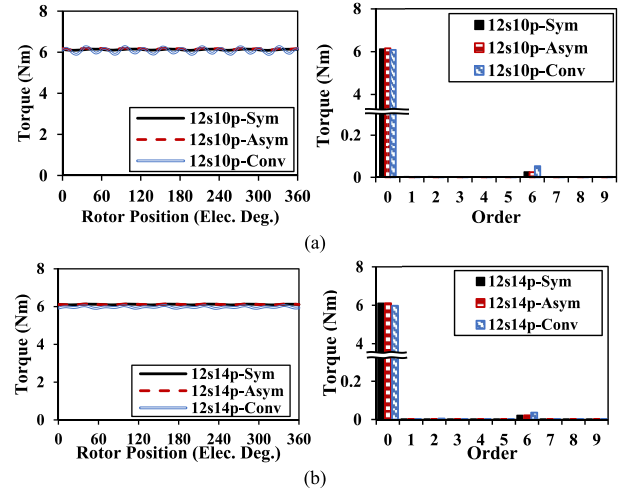 8
6
4
2
0
Torque (Nm)
12s10p-Sym
12s10p-Asym
12s10p-Conv
0 60 120 180 240 300 360
Rotor Position (Elec. Deg.)
8
6
0.2
0
Torque (Nm)
12s10p-Sym
12s10p-Asym
12s10p-Conv
0 1 2 3 4 5 6 7 8 9
Order
(a)
8
6
4
2
0
Torque (Nm)
12s14p-Sym
12s14p-Asym
12s14p-Conv
0 60 120 180 240 300 360
Rotor Position (Elec. Deg.)
8
6
4
0.2
0
Torque (Nm)
12s14p-Sym
12s14p-Asym
12s14p-Conv
0 1 2 3 4 5 6 7 8 9
Order
(b)